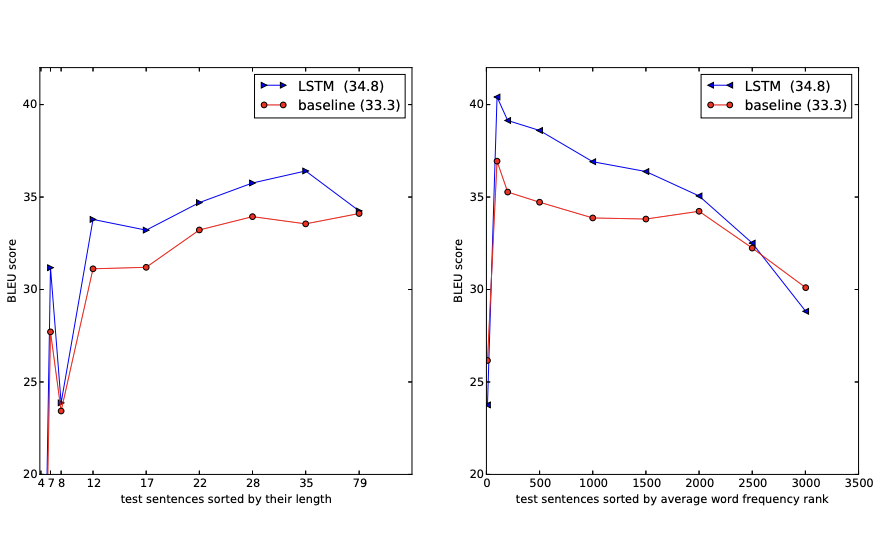 LSTM (34.8)
baseline (33.3)
40
35
30
25
20
BLEU score
4 7 8 12 17 22 28 35 79
test sentences sorted by their length
LSTM (34.8)
baseline (33.3)
40
35
30
25
20
BLEU score
0 500 1000 1500 2000 2500 3000 3500
test sentences sorted by average word frequency rank